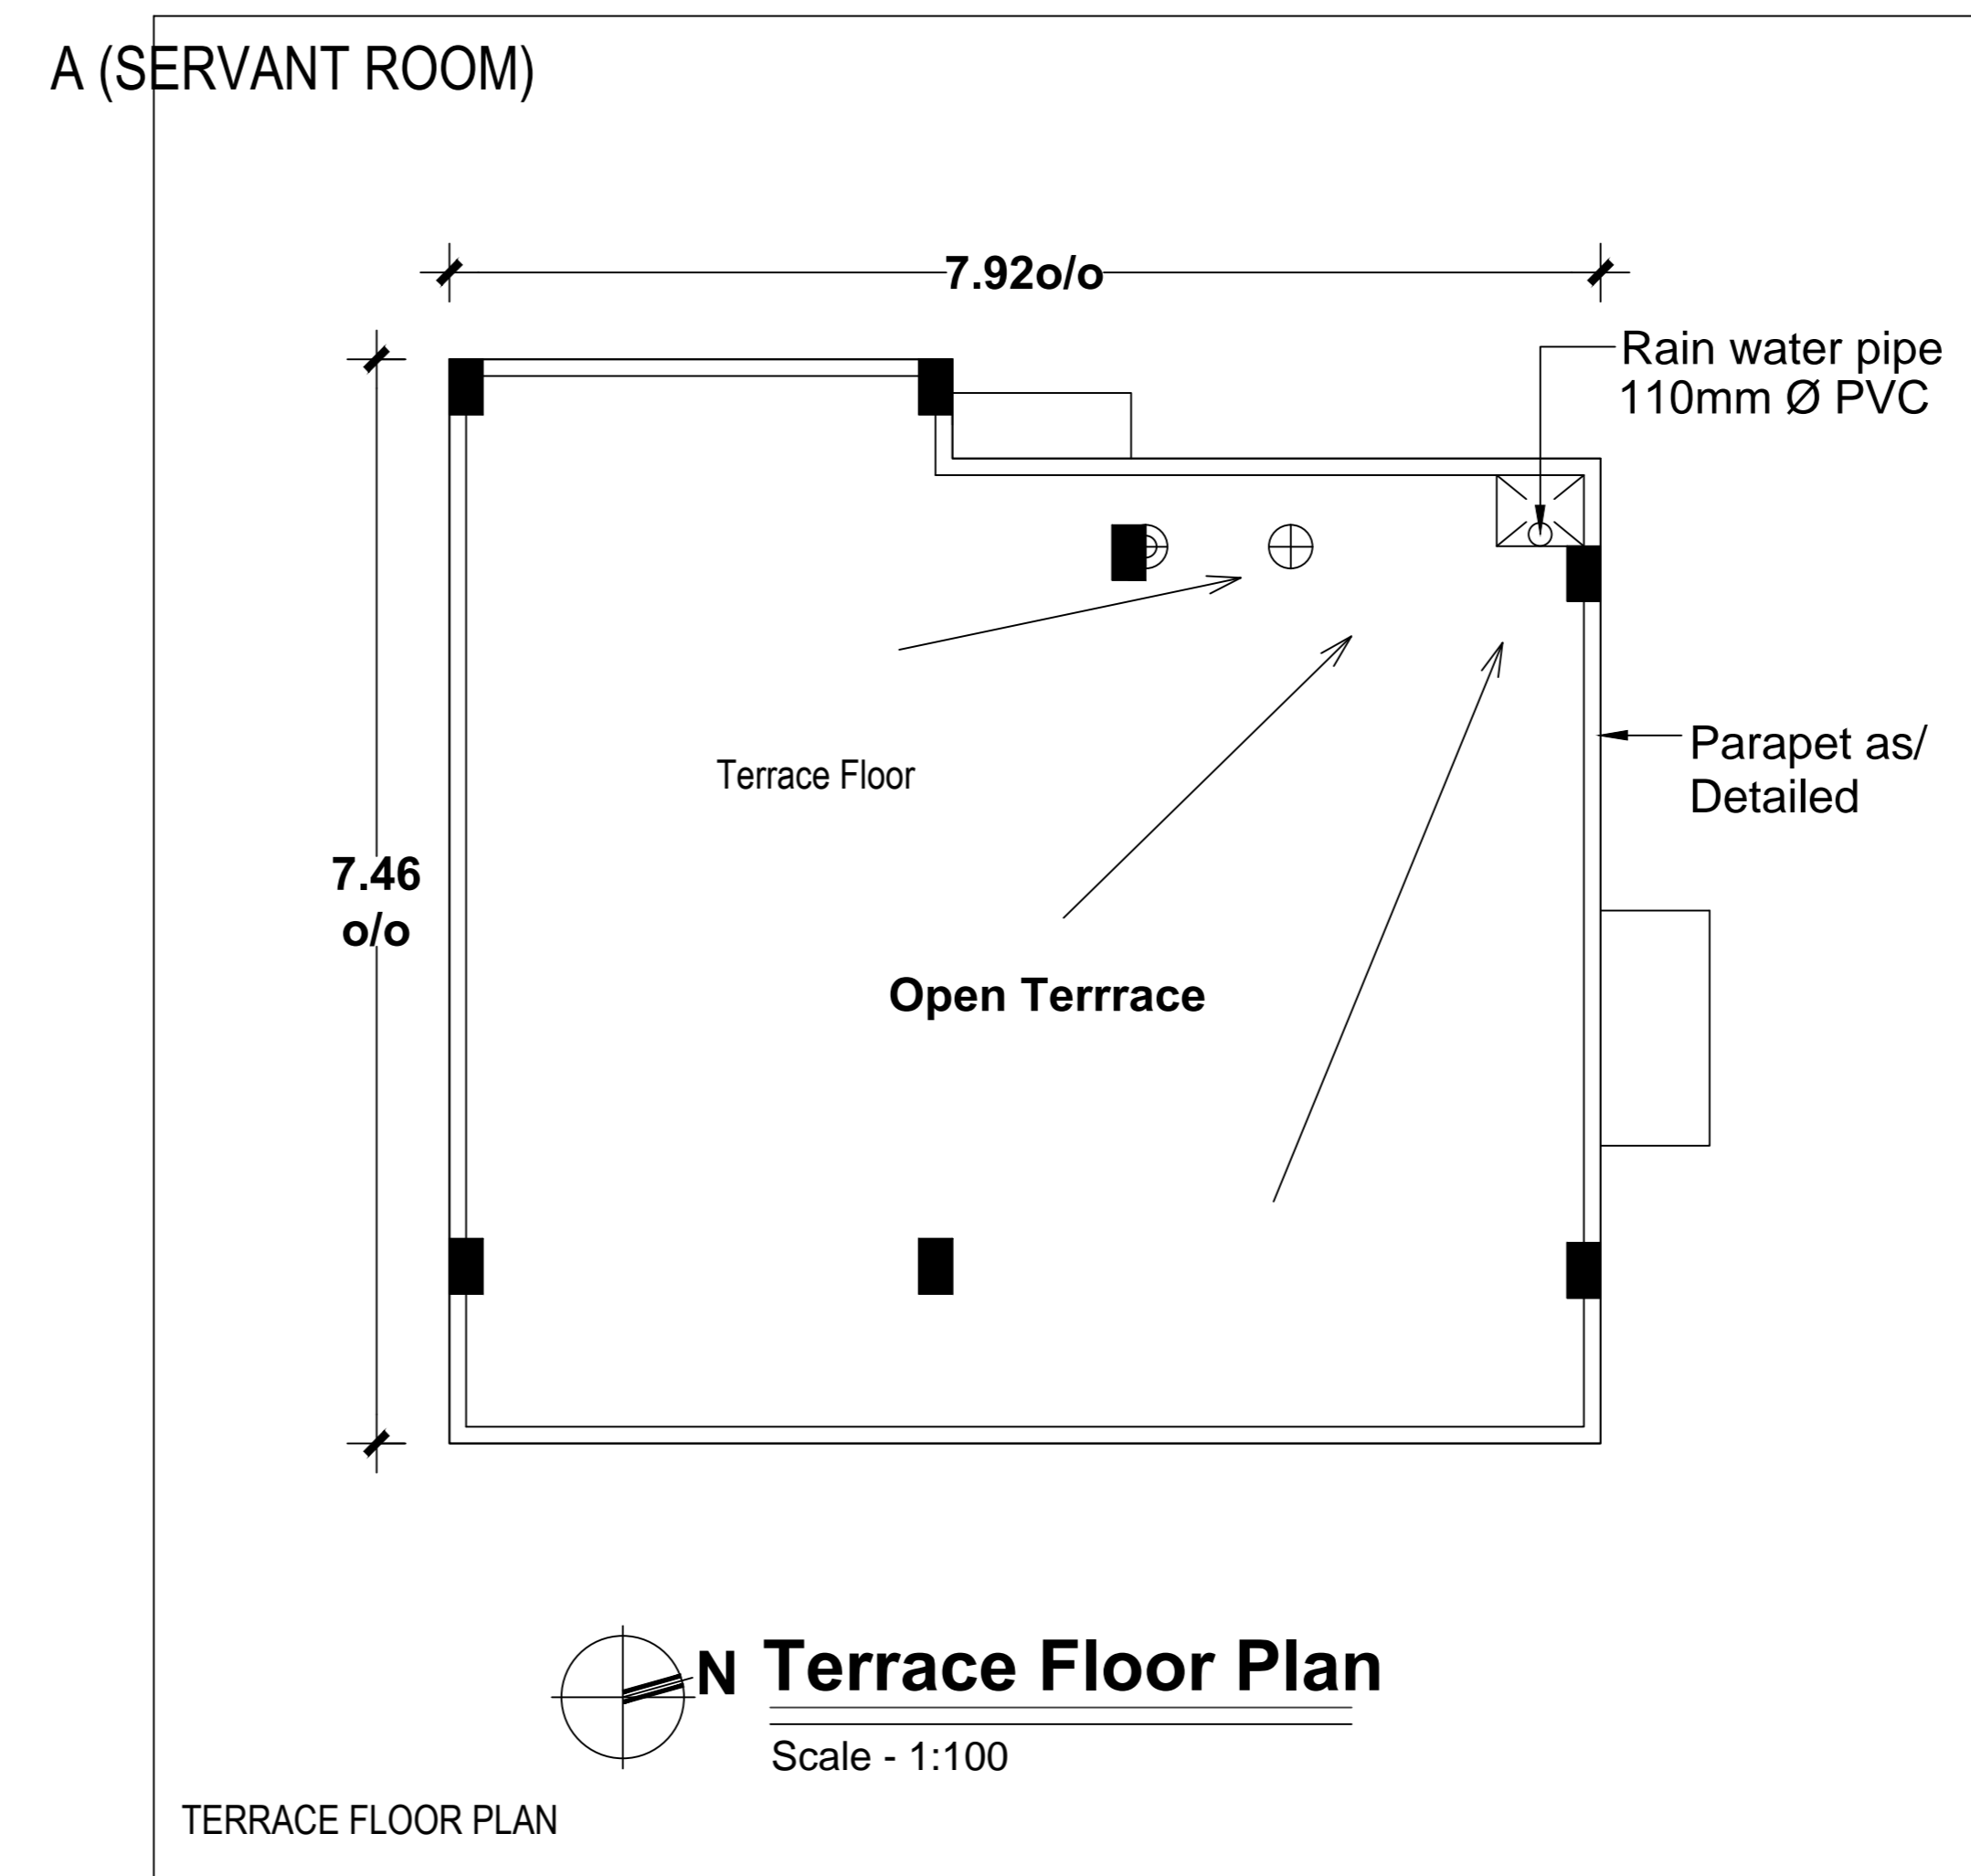 A (SERVANT ROOM)
7.92o/o
Rain water pipe
110mm Ø PVC
Parapet as/
Detailed
Terrace Floor
7.46
o/o
Open Terrrace
N
Terrace Floor Plan
Scale - 1:100
TERRACE FLOOR PLAN